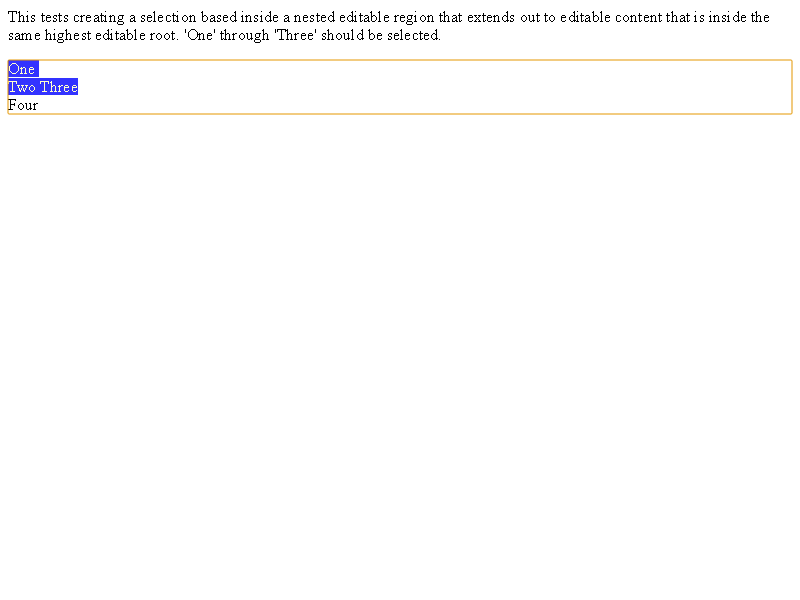 This tests creating a selection based inside a nested editable region that extends out to editable content that is inside the
same highest editable root. 'One' through 'Three' should be selected.
One
Two Three
Four